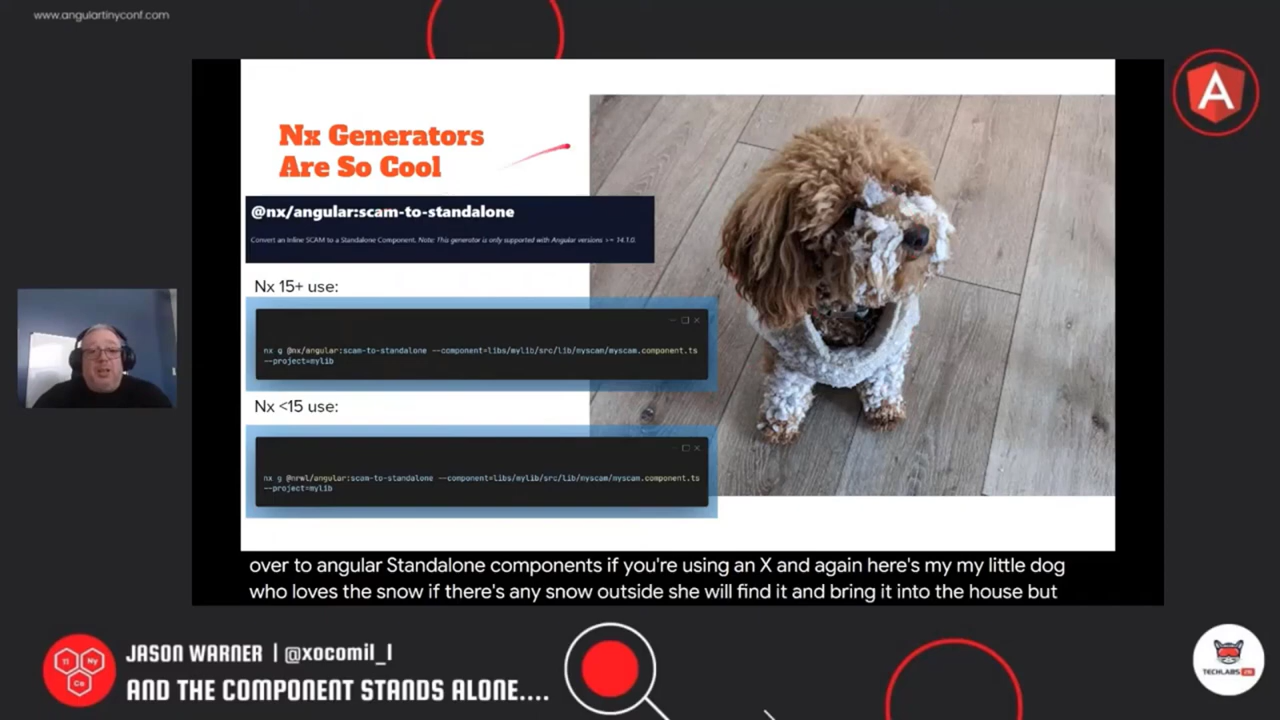 www.angulartinyconf.com
Nx Generators
Are So Cool
@nx/angular:scam-to-standalone
Convert an Inline SCAM to a Standalone Component. Note: This generator is only supported with Angular versions >= 14.1.0.
Nx 15+ use:
nx g @nx/angular:scam-to-standalone --component=libs/mylib/src/lib/myscam/myscam.component.ts
--project=mylib
Nx <15 use:
nx g @nrwl/angular:scam-to-standalone --component=libs/mylib/src/lib/myscam/myscam.component.ts
--project=mylib
over to angular Standalone components if you're using an X and again here's my my little dog
who loves the snow if there's any snow outside she will find it and bring it into the house but
JASON WARNER | @xocomil_1
AND THE COMPONENT STANDS ALONE....
11 Ny
Co
A
TECHLABS